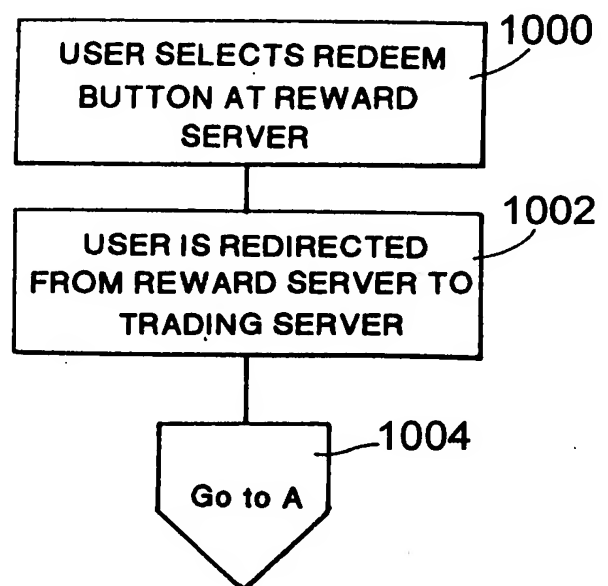 1000
USER SELECTS REDEEM
BUTTON AT REWARD
SERVER
1002
USER IS REDIRECTED
FROM REWARD SERVER TO
TRADING SERVER
1004
Go to A